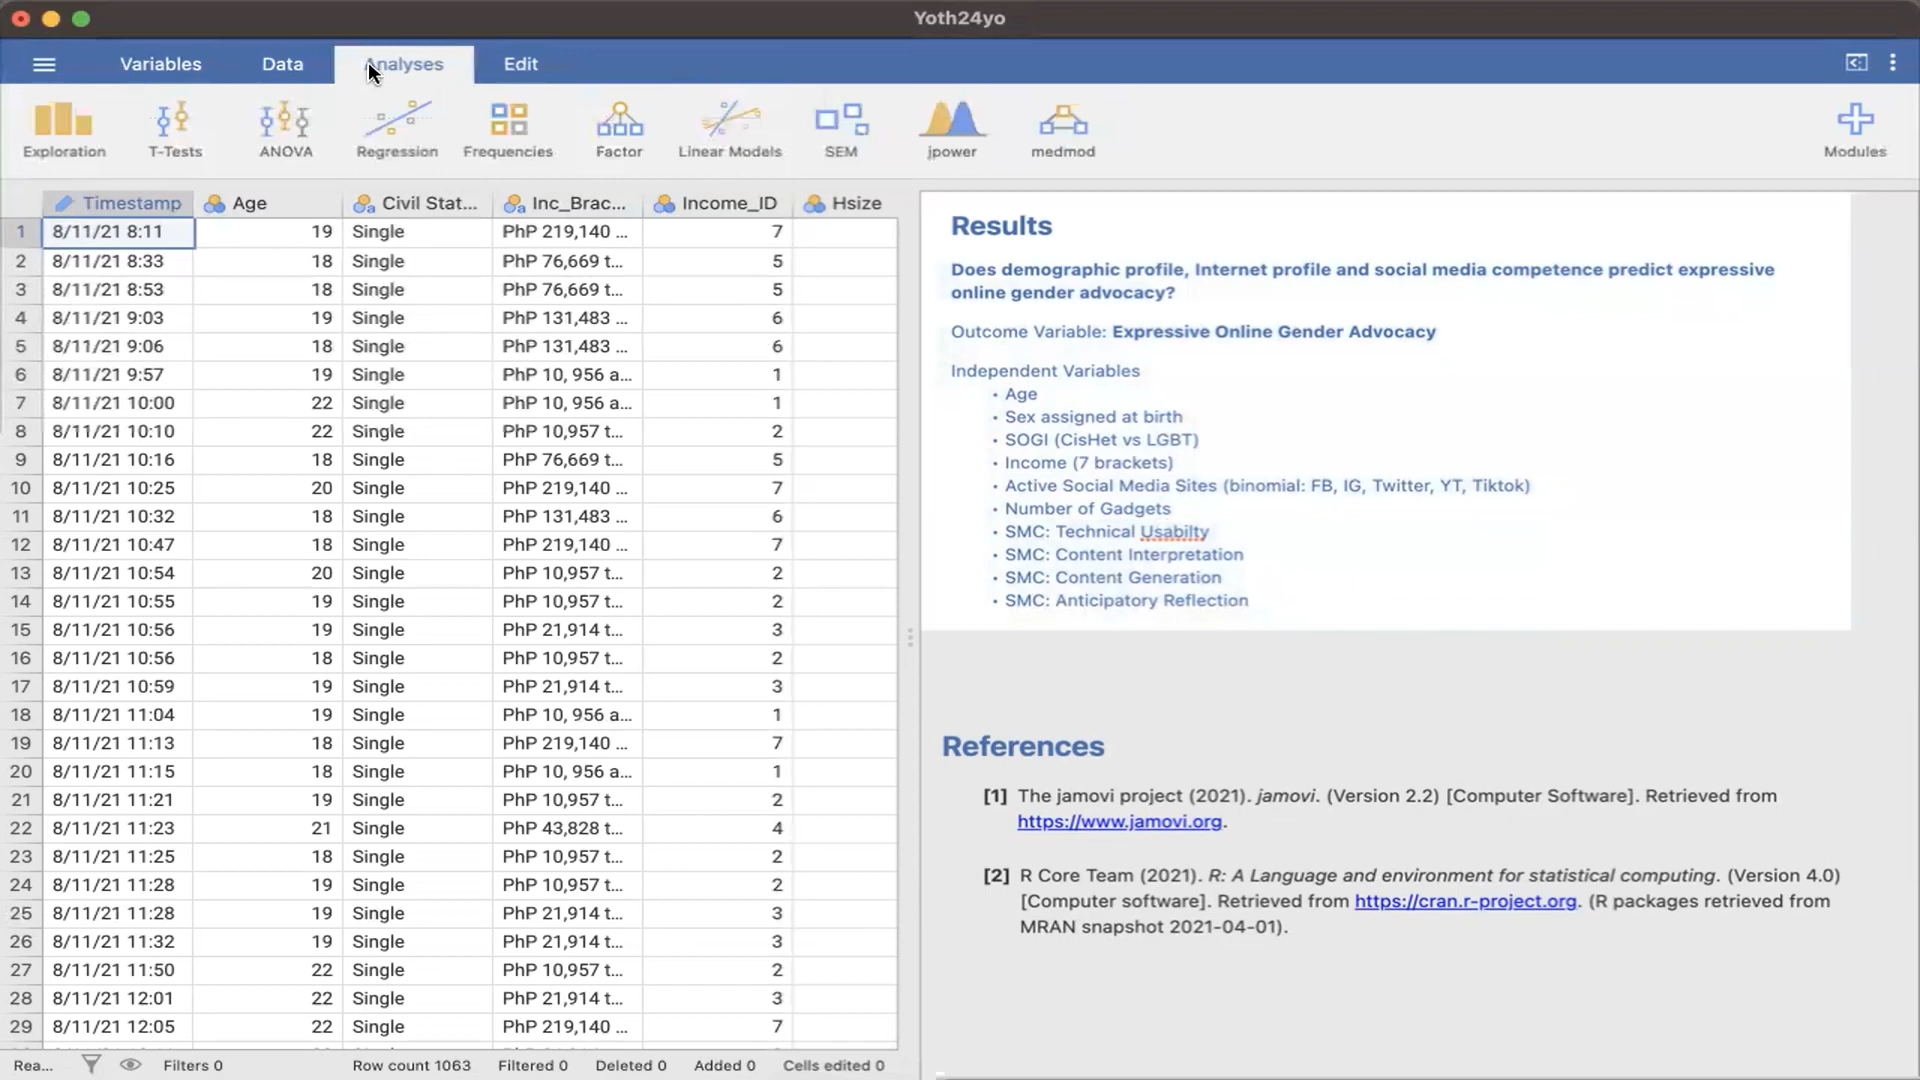 Yoth24yo
Variables Data Analyses Edit
Exploration T-Tests ANOVA Regression Frequencies Factor Linear Models SEM jpower medmod Modules
Timestamp Age Civil Stat... Inc_Brac... Income_ID Hsize
1 8/11/21 8:11 19 Single PhP 219,140 ... 7
2 8/11/21 8:33 18 Single PhP 76,669 t... 5
3 8/11/21 8:53 18 Single PhP 76,669 t... 5
4 8/11/21 9:03 19 Single PhP 131,483 ... 6
5 8/11/21 9:06 18 Single PhP 131,483 ... 6
6 8/11/21 9:57 19 Single PhP 10, 956 a... 1
7 8/11/21 10:00 22 Single PhP 10, 956 a... 1
8 8/11/21 10:10 22 Single PhP 10,957 t... 2
9 8/11/21 10:16 18 Single PhP 76,669 t... 5
10 8/11/21 10:25 20 Single PhP 219,140 ... 7
11 8/11/21 10:32 18 Single PhP 131,483 ... 6
12 8/11/21 10:47 18 Single PhP 219,140 ... 7
13 8/11/21 10:54 20 Single PhP 10,957 t... 2
14 8/11/21 10:55 19 Single PhP 10,957 t... 2
15 8/11/21 10:56 19 Single PhP 21,914 t... 3
16 8/11/21 10:56 18 Single PhP 10,957 t... 2
17 8/11/21 10:59 19 Single PhP 21,914 t... 3
18 8/11/21 11:04 19 Single PhP 10, 956 a... 1
19 8/11/21 11:13 18 Single PhP 219,140 ... 7
20 8/11/21 11:15 18 Single PhP 10, 956 a... 1
21 8/11/21 11:21 19 Single PhP 10,957 t... 2
22 8/11/21 11:23 21 Single PhP 43,828 t... 4
23 8/11/21 11:25 18 Single PhP 10,957 t... 2
24 8/11/21 11:28 19 Single PhP 10,957 t... 2
25 8/11/21 11:28 19 Single PhP 21,914 t... 3
26 8/11/21 11:32 19 Single PhP 21,914 t... 3
27 8/11/21 11:50 22 Single PhP 10,957 t... 2
28 8/11/21 12:01 22 Single PhP 21,914 t... 3
29 8/11/21 12:05 22 Single PhP 219,140 ... 7
Rea... Filters 0 Row count 1063 Filtered 0 Deleted 0 Added 0 Cells edited 0
Results
Does demographic profile, Internet profile and social media competence predict expressive
online gender advocacy?
Outcome Variable: Expressive Online Gender Advocacy
Independent Variables
• Age
• Sex assigned at birth
• SOGI (CisHet vs LGBT)
• Income (7 brackets)
• Active Social Media Sites (binomial: FB, IG, Twitter, YT, Tiktok)
• Number of Gadgets
• SMC: Technical Usabilty
• SMC: Content Interpretation
• SMC: Content Generation
• SMC: Anticipatory Reflection
References
[1] The jamovi project (2021). jamovi. (Version 2.2) [Computer Software]. Retrieved from
https://www.jamovi.org.
[2] R Core Team (2021). R: A Language and environment for statistical computing. (Version 4.0)
[Computer software]. Retrieved from https://cran.r-project.org. (R packages retrieved from
MRAN snapshot 2021-04-01).